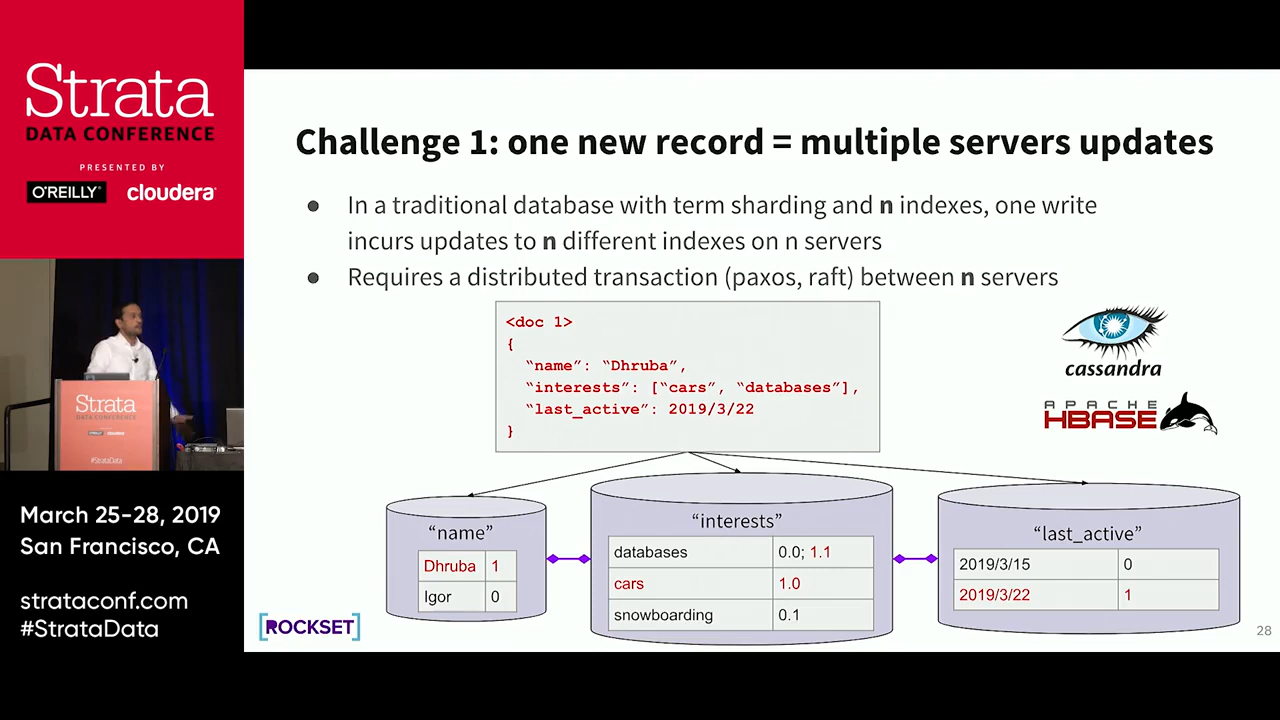 Strata
DATA CONFERENCE
PRESENTED BY
O'REILLY® cloudera®
Strata
DATA CONFERENCE
O'REILLY cloudera
#StrataData
March 25-28, 2019
San Francisco, CA
strataconf.com
#StrataData
Challenge 1: one new record = multiple servers updates
● In a traditional database with term sharding and n indexes, one write
incurs updates to n different indexes on n servers
● Requires a distributed transaction (paxos, raft) between n servers
<doc 1>
{
“name”: “Dhruba”,
“interests”: [“cars”, “databases”],
“last_active”: 2019/3/22
}
cassandra
APACHE
HBASE
“name”
Dhruba 1
Igor 0
“interests”
databases 0.0; 1.1
cars 1.0
snowboarding 0.1
“last_active”
2019/3/15 0
2019/3/22 1
[ROCKSET]
28